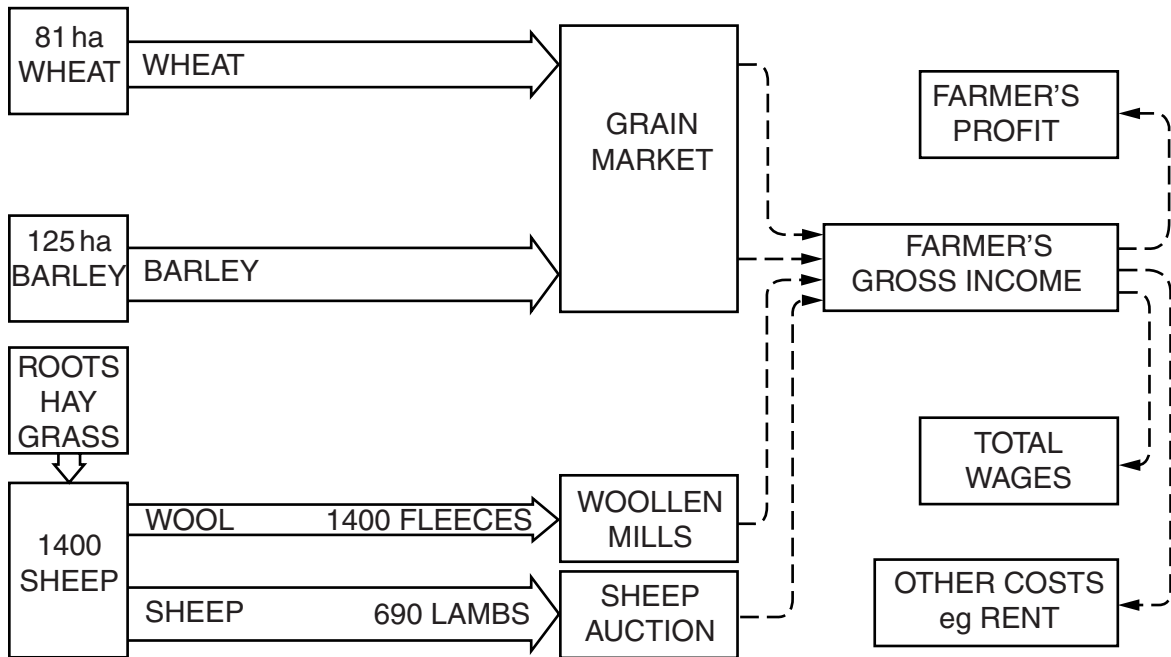 81 ha
WHEAT
WHEAT
GRAIN
MARKET
FARMER'S
PROFIT
125 ha
BARLEY
BARLEY
FARMER'S
GROSS INCOME
ROOTS
HAY
GRASS
TOTAL
WAGES
1400
SHEEP
WOOL 1400 FLEECES
WOOLLEN
MILLS
SHEEP 690 LAMBS
SHEEP
AUCTION
OTHER COSTS
eg RENT